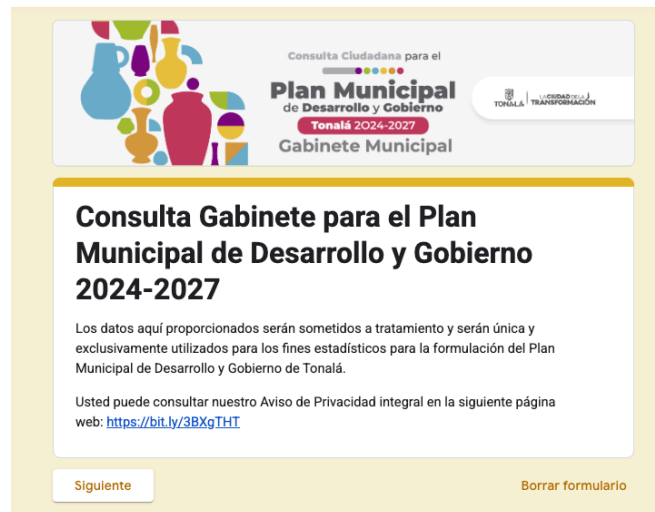 Consulta Ciudadana para el
Plan Municipal
de Desarrollo y Gobierno
Tonalá 2024-2027
Gabinete Municipal
TONALÁ
LA CIUDAD DE LA
TRANSFORMACIÓN
Consulta Gabinete para el Plan
Municipal de Desarrollo y Gobierno
2024-2027
Los datos aquí proporcionados serán sometidos a tratamiento y serán única y
exclusivamente utilizados para los fines estadísticos para la formulación del Plan
Municipal de Desarrollo y Gobierno de Tonalá.
Usted puede consultar nuestro Aviso de Privacidad integral en la siguiente página
web: https://bit.ly/3BXgTHT
Siguiente
Borrar formulario